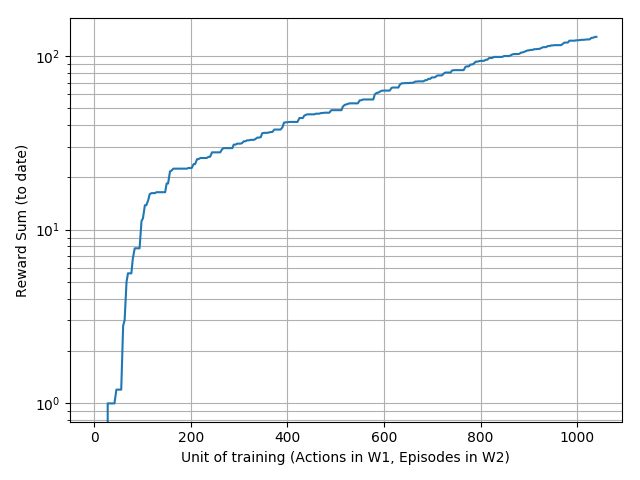 10²
10¹
10⁰
Reward Sum (to date)
0 200 400 600 800 1000
Unit of training (Actions in W1, Episodes in W2)